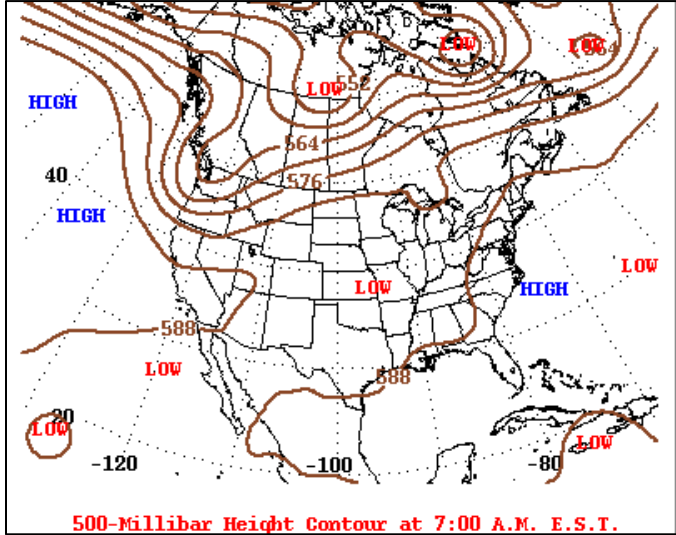 LOW
LOW
564
LOW
552
HIGH
564
40
576
HIGH
LOW
LOW
HIGH
588
LOW
588
20
LOW
LOW
-120
-100
-80
500-Millibar Height Contour at 7:00 A.M. E.S.T.